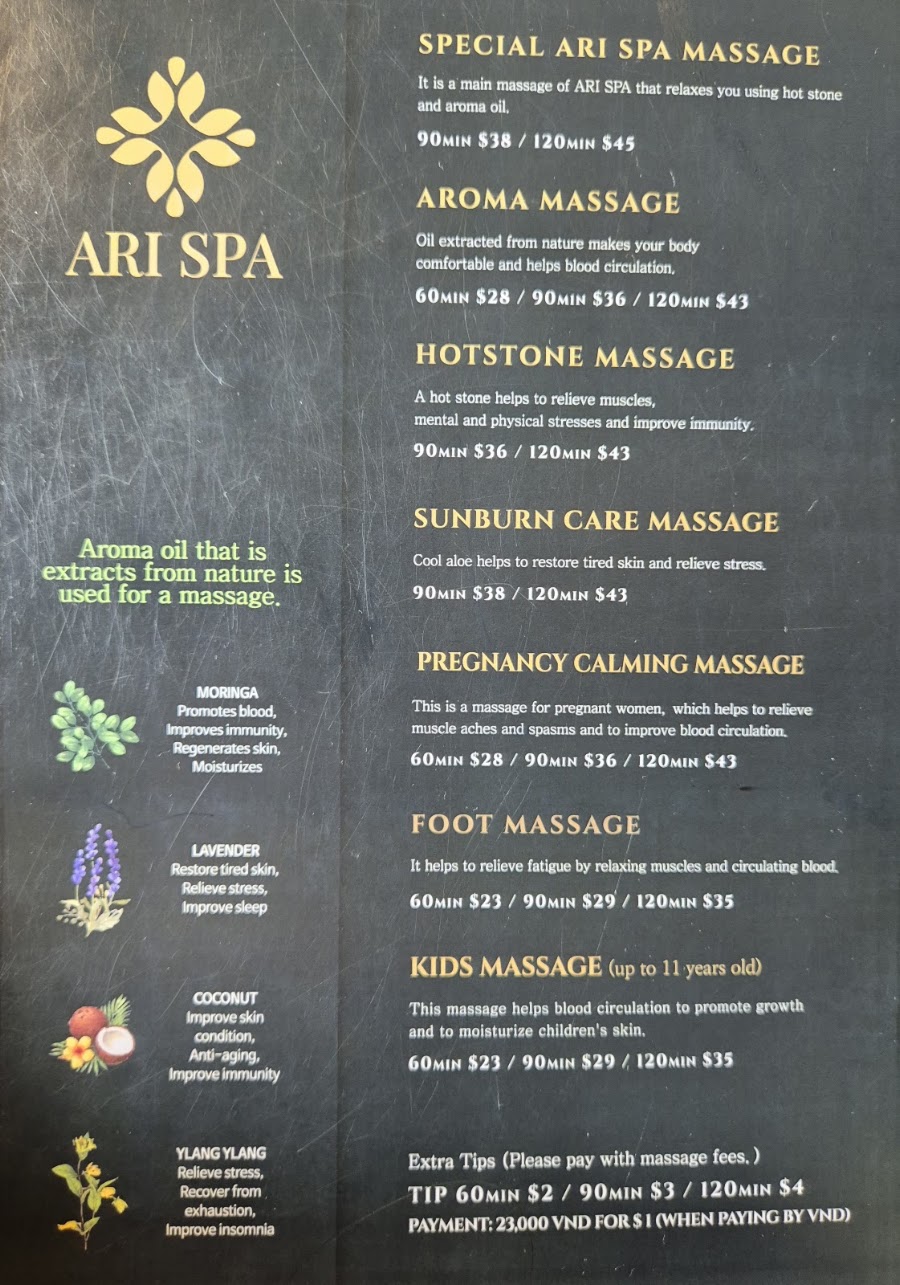 ARI SPA
Aroma oil that is
extracts from nature is
used for a massage.
MORINGA
Promotes blood,
Improves immunity,
Regenerates skin,
Moisturizes
LAVENDER
Restore tired skin,
Relieve stress,
Improve sleep
COCONUT
Improve skin
condition,
Anti-aging,
Improve immunity
YLANG YLANG
Relieve stress,
Recover from
exhaustion,
Improve insomnia
SPECIAL ARI SPA MASSAGE
It is a main massage of ARI SPA that relaxes you using hot stone
and aroma oil.
90MIN $38 / 120MIN $45
AROMA MASSAGE
Oil extracted from nature makes your body
comfortable and helps blood circulation.
60MIN $28 / 90MIN $36 / 120MIN $43
HOTSTONE MASSAGE
A hot stone helps to relieve muscles,
mental and physical stresses and improve immunity.
90MIN $36 / 120MIN $43
SUNBURN CARE MASSAGE
Cool aloe helps to restore tired skin and relieve stress.
90MIN $38 / 120MIN $43
PREGNANCY CALMING MASSAGE
This is a massage for pregnant women, which helps to relieve
muscle aches and spasms and to improve blood circulation.
60MIN $28 / 90MIN $36 / 120MIN $43
FOOT MASSAGE
It helps to relieve fatigue by relaxing muscles and circulating blood.
60MIN $23 / 90MIN $29 / 120MIN $35
KIDS MASSAGE (up to 11 years old)
This massage helps blood circulation to promote growth
and to moisturize children's skin.
60MIN $23 / 90MIN $29 / 120MIN $35
Extra Tips (Please pay with massage fees.)
TIP 60MIN $2 / 90MIN $3 / 120MIN $4
PAYMENT: 23,000 VND FOR $1 (WHEN PAYING BY VND)